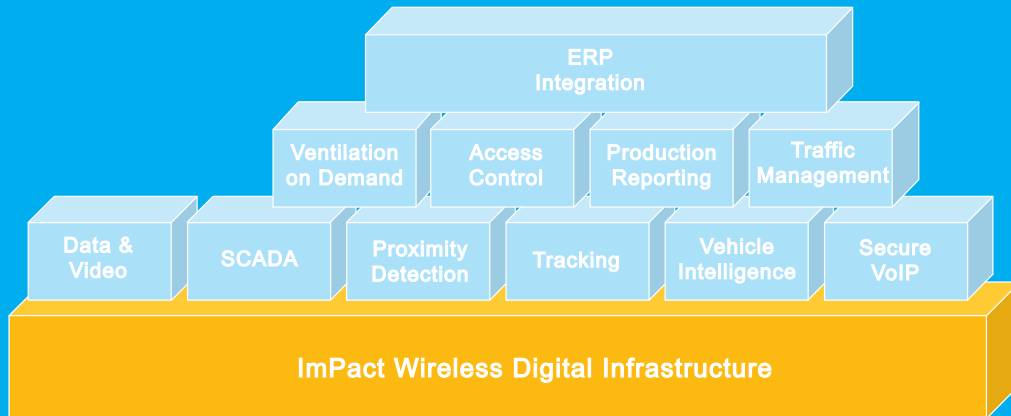 ERP
Integration
Ventilation
on Demand
Access
Control
Production
Reporting
Traffic
Management
Data &
Video
SCADA
Proximity
Detection
Tracking
Vehicle
Intelligence
Secure
VoIP
ImPact Wireless Digital Infrastructure